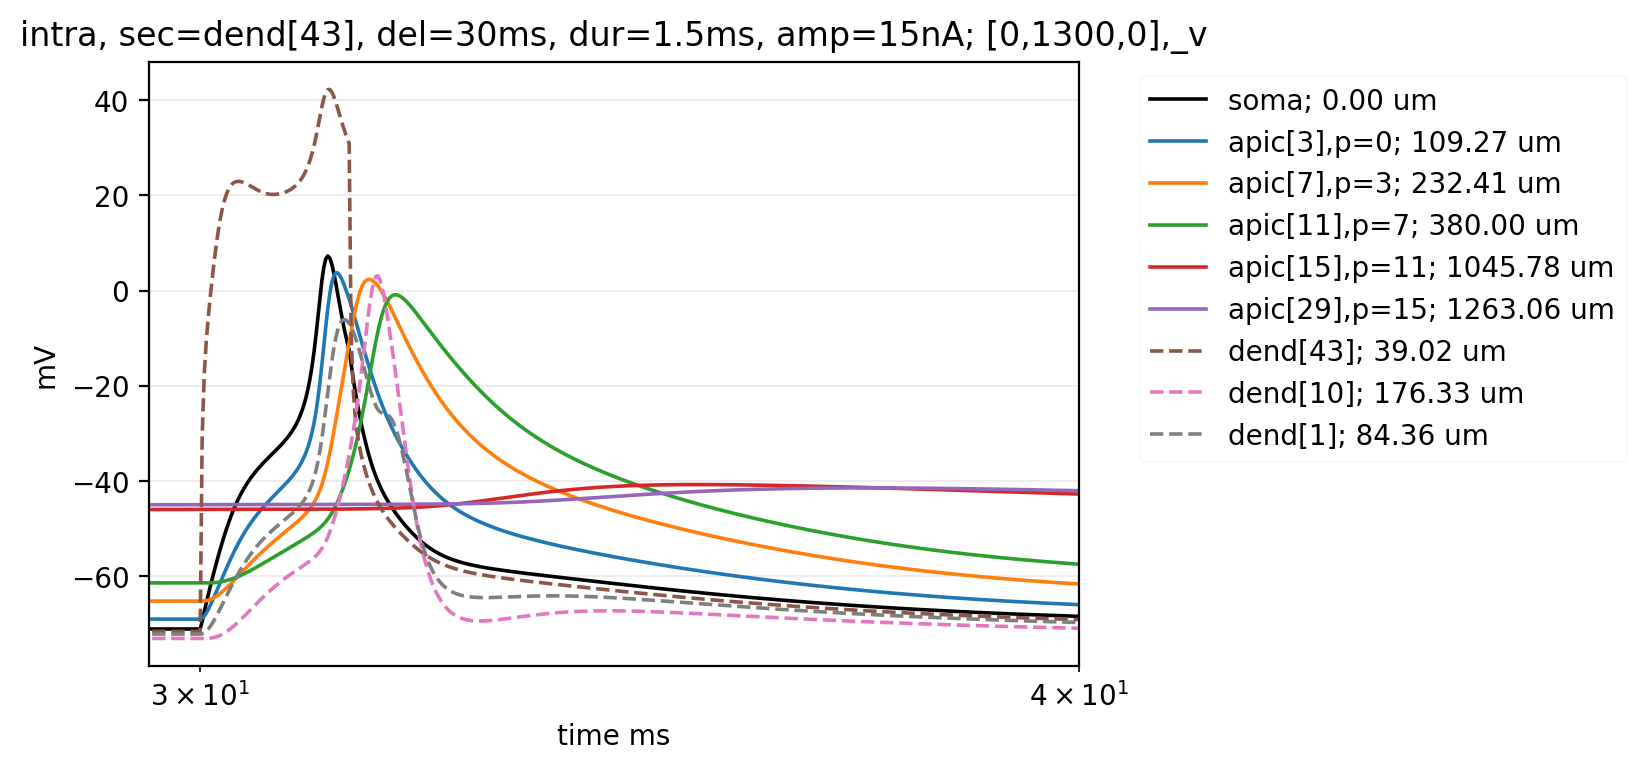 intra, sec=dend[43], del=30ms, dur=1.5ms, amp=15nA; [0,1300,0],_v
40
20
0
−20
−40
−60
mV
3 × 10¹
4 × 10¹
time ms
soma; 0.00 um
apic[3],p=0; 109.27 um
apic[7],p=3; 232.41 um
apic[11],p=7; 380.00 um
apic[15],p=11; 1045.78 um
apic[29],p=15; 1263.06 um
dend[43]; 39.02 um
dend[10]; 176.33 um
dend[1]; 84.36 um